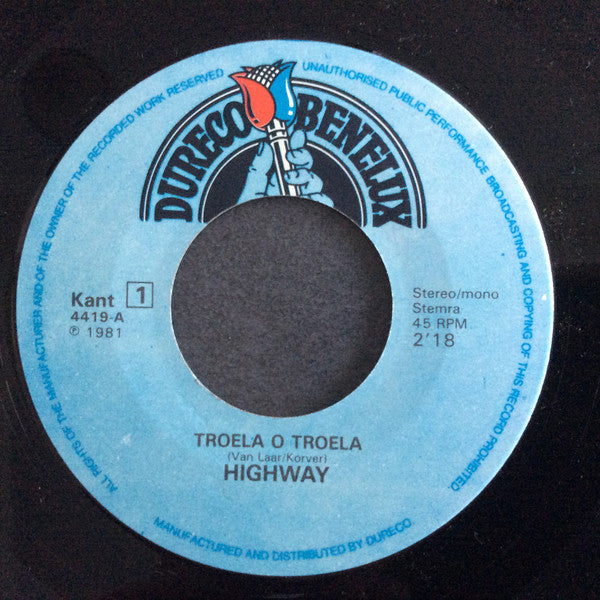 ALL RIGHTS OF THE MANUFACTURER AND OF THE OWNER OF THE RECORDED WORK RESERVED
UNAUTHORISED PUBLIC PERFORMANCE BROADCASTING AND COPYING OF THIS RECORD PROHIBITED
DURECO BENELUX
Kant 1
4419-A
℗ 1981
Stereo/mono
Stemra
45 RPM
2'18
TROELA O TROELA
(Van Laar/Korver)
HIGHWAY
MANUFACTURED AND DISTRIBUTED BY DURECO